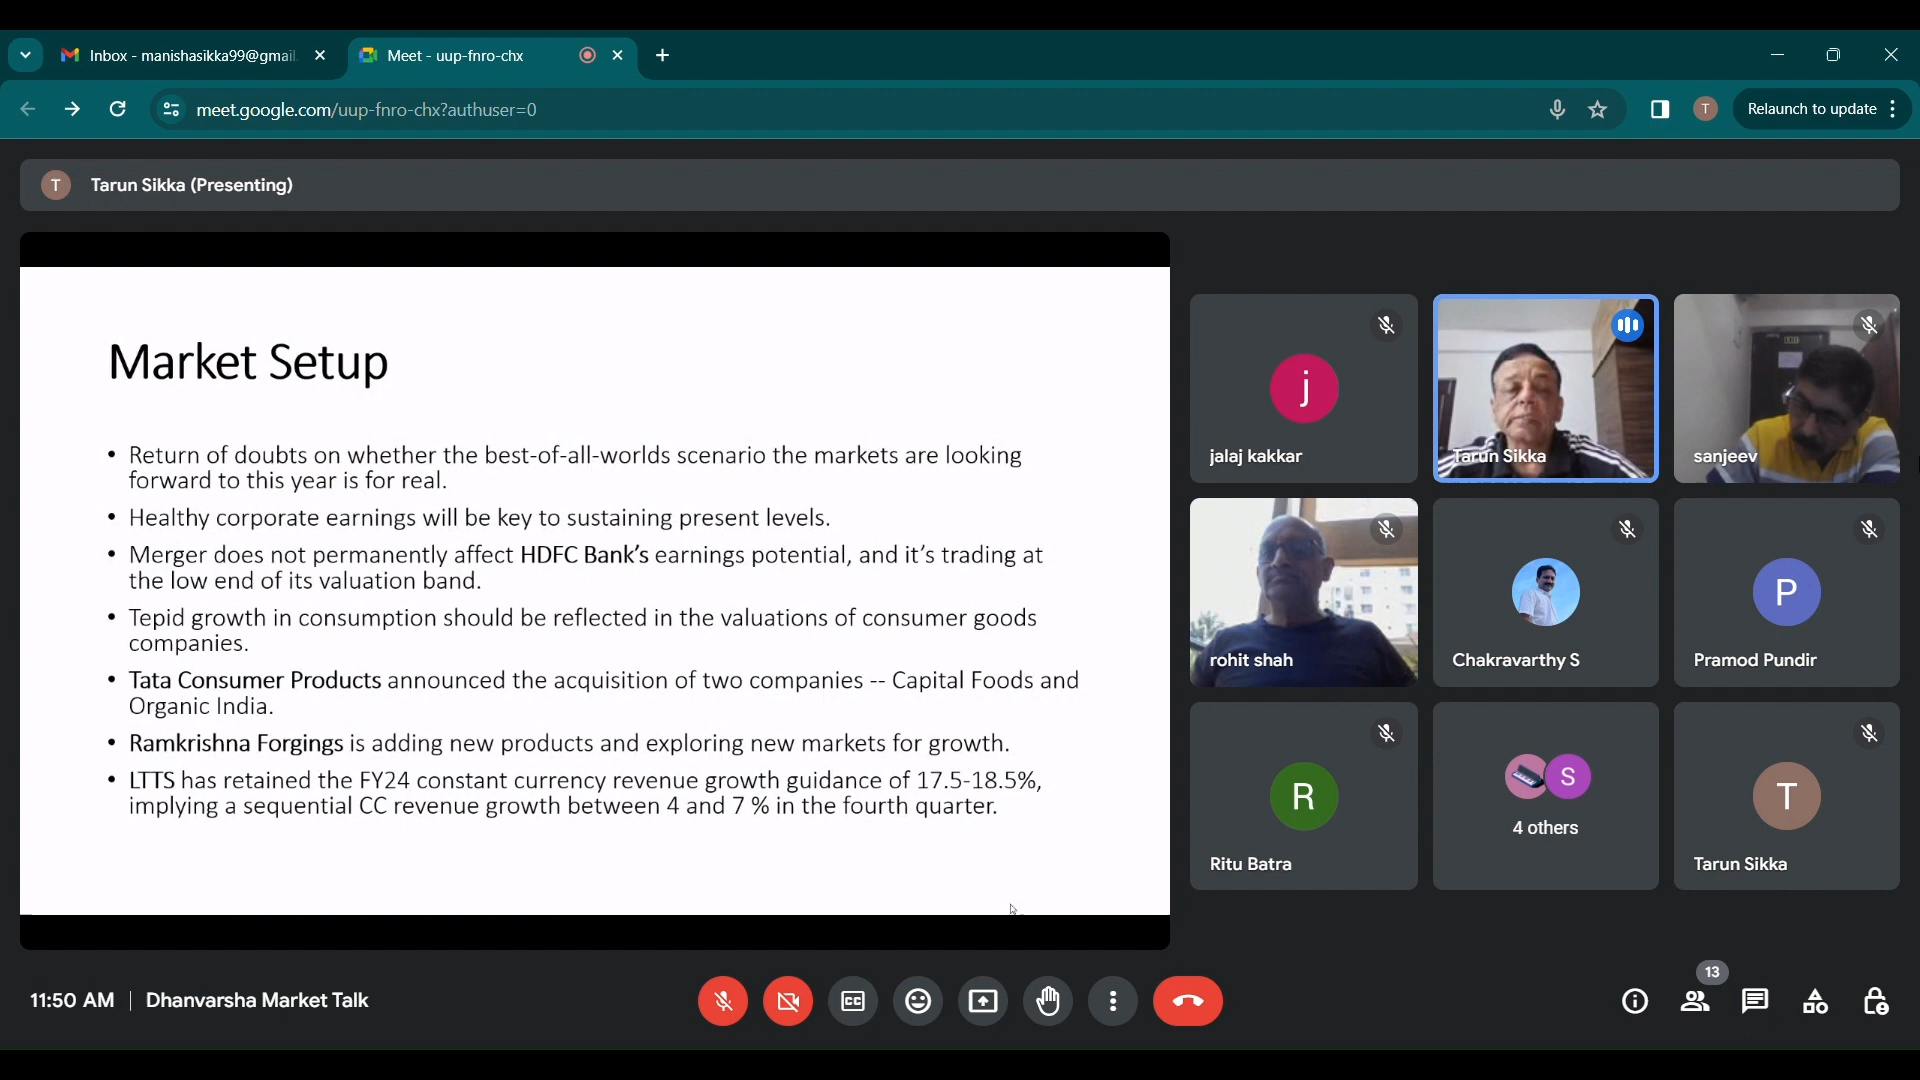 Inbox - manishasikka99@gmail.
Meet - uup-fnro-chx
meet.google.com/uup-fnro-chx?authuser=0
T
Relaunch to update
T
Tarun Sikka (Presenting)
Market Setup
• Return of doubts on whether the best-of-all-worlds scenario the markets are looking
forward to this year is for real.
• Healthy corporate earnings will be key to sustaining present levels.
• Merger does not permanently affect HDFC Bank's earnings potential, and it's trading at
the low end of its valuation band.
• Tepid growth in consumption should be reflected in the valuations of consumer goods
companies.
• Tata Consumer Products announced the acquisition of two companies -- Capital Foods and
Organic India.
• Ramkrishna Forgings is adding new products and exploring new markets for growth.
• LTTS has retained the FY24 constant currency revenue growth guidance of 17.5-18.5%,
implying a sequential CC revenue growth between 4 and 7 % in the fourth quarter.
j
jalaj kakkar
Tarun Sikka
sanjeev
rohit shah
Chakravarthy S
P
Pramod Pundir
R
Ritu Batra
S
4 others
T
Tarun Sikka
11:50 AM | Dhanvarsha Market Talk
CC
13